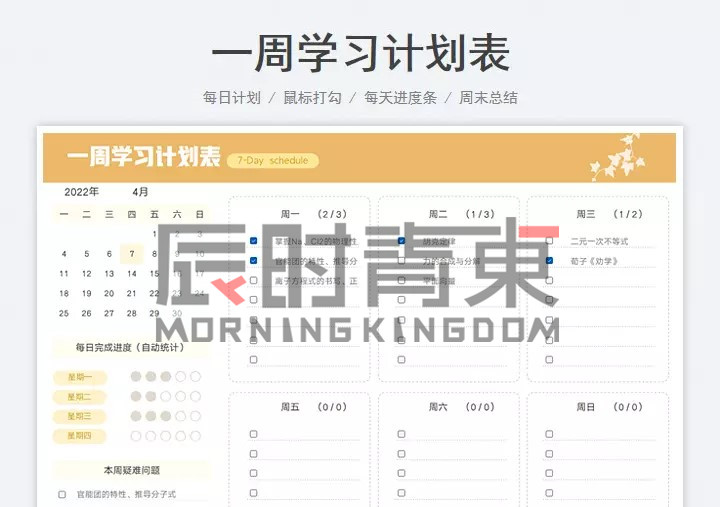 一周学习计划表
每日计划 / 鼠标打勾 / 每天进度条 / 周末总结
一周学习计划表 7-Day schedule
2022年 4月
一 二 三 四 五 六 日
1 2 3
4 5 6 7 8 9 10
11 12 13 14 15 16 17
18 19 20 21 22 23 24
25 26 27 28 29 30
每日完成进度（自动统计）
星期一
星期二
星期三
星期四
本周疑难问题
官能团的特性、推导分子式
周一 （2/3）
掌握Na、Cl2的物理性
官能团的特性、推导分
离子方程式的书写、正
周二 （1/3）
胡克定律
力的合成与分解
平面向量
周三 （1/2）
二元一次不等式
荀子《劝学》
周五 （0/0）
周六 （0/0）
周日 （0/0）
辰时青東
MORNINGKINGDOM